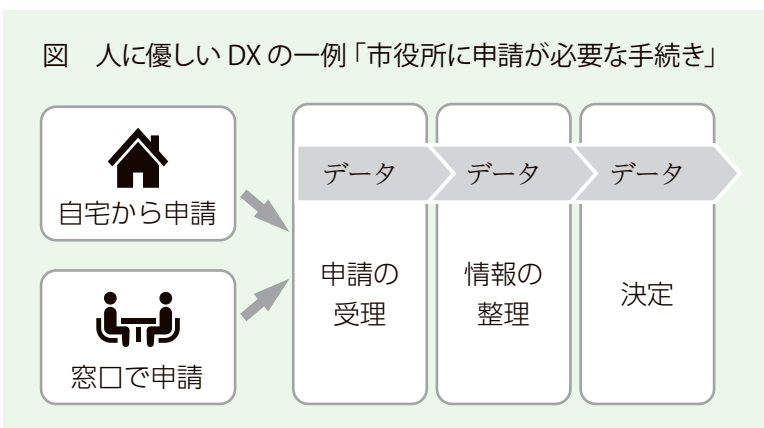 図　人に優しい DX の一例「市役所に申請が必要な手続き」
自宅から申請
窓口で申請
データ
申請の
受理
データ
情報の
整理
データ
決定